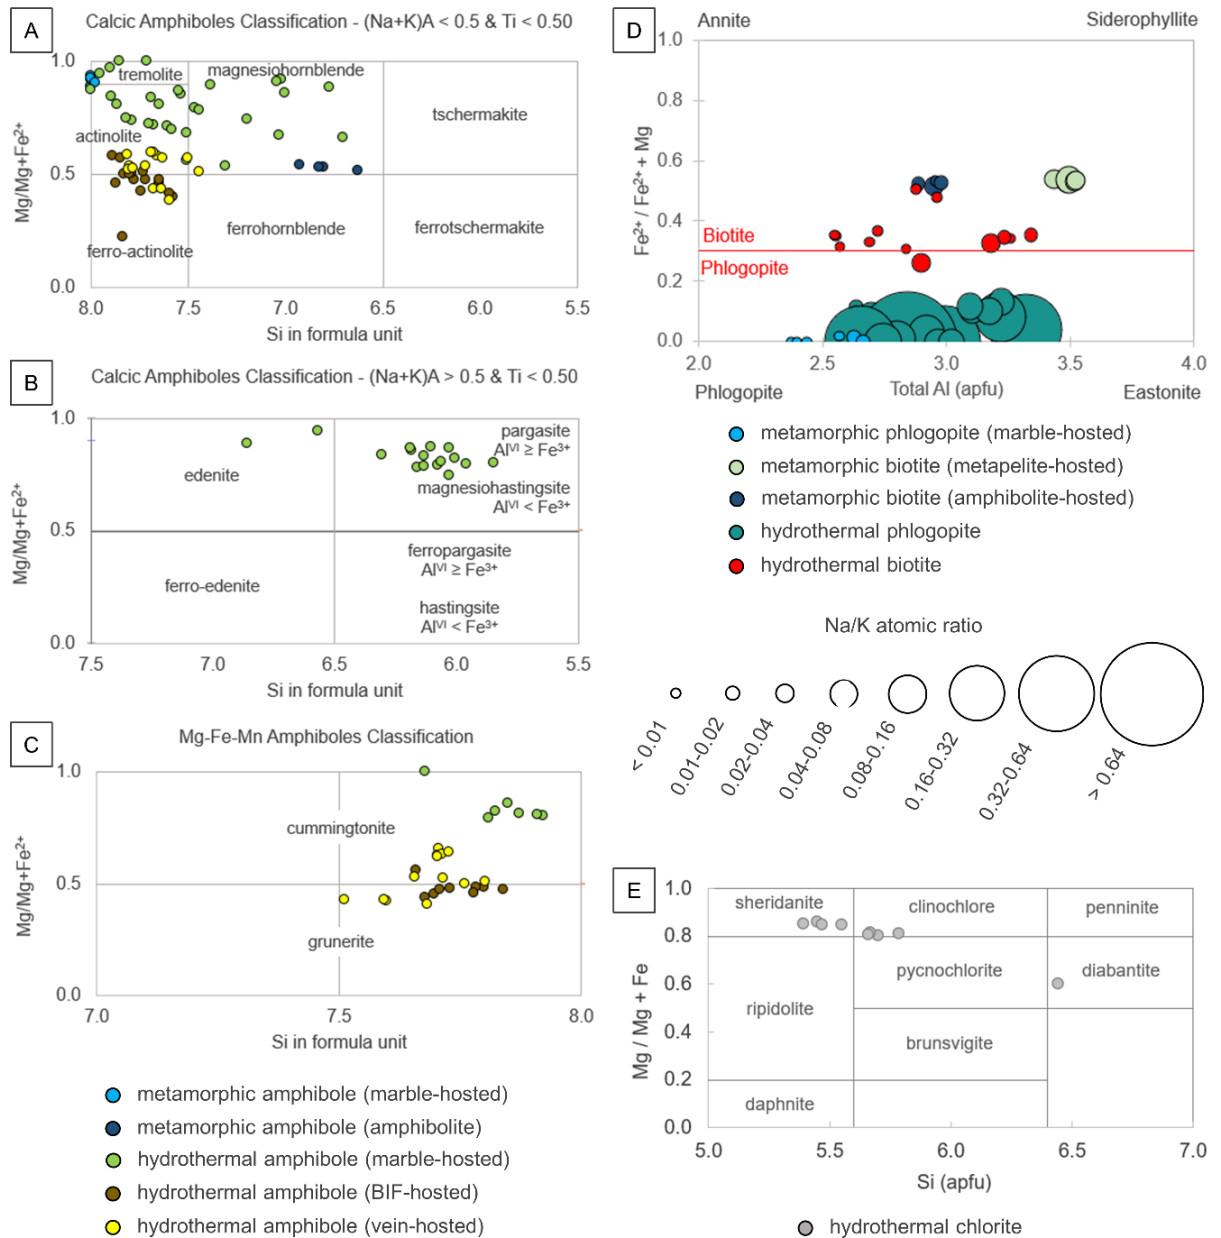 A
Calcic Amphiboles Classification - (Na+K)A < 0.5 & Ti < 0.50
Mg/Mg+Fe²⁺
1.0
0.5
0.0
tremolite
magnesiohornblende
tschermakite
actinolite
ferro-actinolite
ferrohornblende
ferrotschermakite
8.0 7.5 7.0 6.5 6.0 5.5
Si in formula unit
B
Calcic Amphiboles Classification - (Na+K)A > 0.5 & Ti < 0.50
Mg/Mg+Fe²⁺
1.0
0.5
0.0
edenite
pargasite
Alⱽᴵ ≥ Fe³⁺
magnesiohastingsite
Alⱽᴵ < Fe³⁺
ferro-edenite
ferropargasite
Alⱽᴵ ≥ Fe³⁺
hastingsite
Alⱽᴵ < Fe³⁺
7.5 7.0 6.5 6.0 5.5
Si in formula unit
C
Mg-Fe-Mn Amphiboles Classification
Mg/Mg+Fe²⁺
1.0
0.5
0.0
cummingtonite
grunerite
7.0 7.5 8.0
Si in formula unit
metamorphic amphibole (marble-hosted)
metamorphic amphibole (amphibolite)
hydrothermal amphibole (marble-hosted)
hydrothermal amphibole (BIF-hosted)
hydrothermal amphibole (vein-hosted)
D
Annite
Siderophyllite
Fe²⁺ / Fe²⁺ + Mg
1.0
0.8
0.6
0.4
0.2
0.0
Biotite
Phlogopite
2.0 2.5 3.0 3.5 4.0
Phlogopite
Total Al (apfu)
Eastonite
metamorphic phlogopite (marble-hosted)
metamorphic biotite (metapelite-hosted)
metamorphic biotite (amphibolite-hosted)
hydrothermal phlogopite
hydrothermal biotite
Na/K atomic ratio
< 0.01
0.01-0.02
0.02-0.04
0.04-0.08
0.08-0.16
0.16-0.32
0.32-0.64
> 0.64
E
Mg / Mg + Fe
1.0
0.8
0.6
0.4
0.2
0.0
sheridanite
clinochlore
penninite
ripidolite
pycnochlorite
diabantite
brunsvigite
daphnite
5.0 5.5 6.0 6.5 7.0
Si (apfu)
hydrothermal chlorite